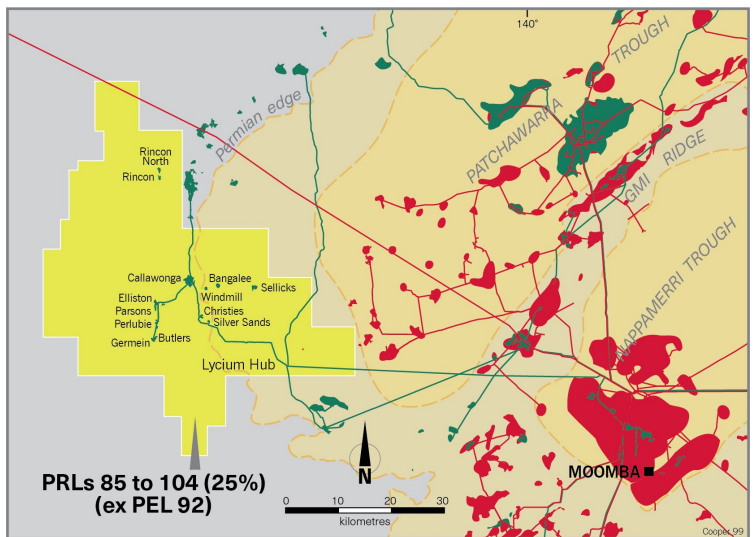 140°
TROUGH
PATCHAWARRA
Permian edge
GMI RIDGE
NAPPAMERRI TROUGH
Rincon
North
Rincon
Callawonga
Bangalee
Sellicks
Windmill
Elliston
Parsons
Perlubie
Christies
Silver Sands
Germein
Butlers
Lycium Hub
PRLs 85 to 104 (25%)
(ex PEL 92)
N
0 10 20 30
kilometres
MOOMBA
Cooper 99